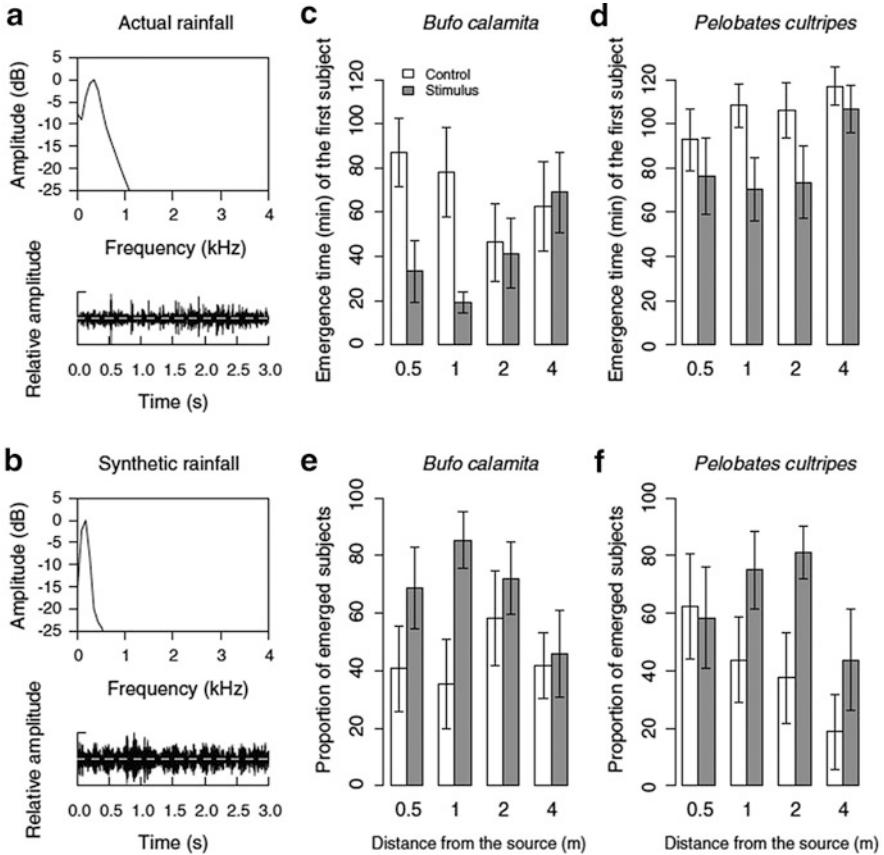 a
Actual rainfall
Amplitude (dB)
5
0
-5
-10
-15
-20
-25
0 1 2 3 4
Frequency (kHz)
Relative amplitude
0.0 0.5 1.0 1.5 2.0 2.5 3.0
Time (s)
b
Synthetic rainfall
Amplitude (dB)
5
0
-5
-10
-15
-20
-25
0 1 2 3 4
Frequency (kHz)
Relative amplitude
0.0 0.5 1.0 1.5 2.0 2.5 3.0
Time (s)
c
Bufo calamita
Emergence time (min) of the first subject
120
100
80
60
40
20
0
Control
Stimulus
0.5 1 2 4
d
Pelobates cultripes
Emergence time (min) of the first subject
120
100
80
60
40
20
0
0.5 1 2 4
e
Bufo calamita
Proportion of emerged subjects
100
80
60
40
20
0
0.5 1 2 4
Distance from the source (m)
f
Pelobates cultripes
Proportion of emerged subjects
100
80
60
40
20
0
0.5 1 2 4
Distance from the source (m)